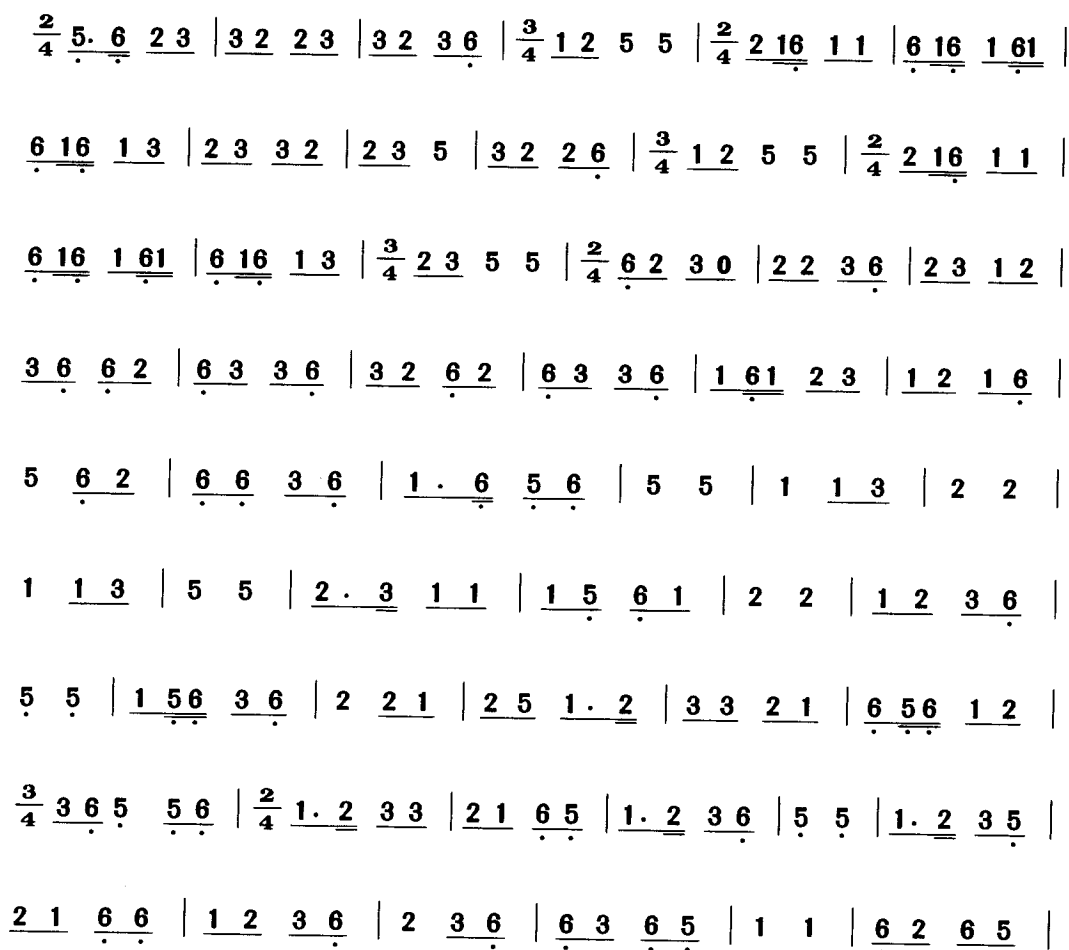 2/4 5. 6 2 3 | 3 2 2 3 | 3 2 3 6 | 3/4 1 2 5 5 | 2/4 2 16 1 1 | 6 16 1 61 |
6 16 1 3 | 2 3 3 2 | 2 3 5 | 3 2 2 6 | 3/4 1 2 5 5 | 2/4 2 16 1 1 |
6 16 1 61 | 6 16 1 3 | 3/4 2 3 5 5 | 2/4 6 2 3 0 | 2 2 3 6 | 2 3 1 2 |
3 6 6 2 | 6 3 3 6 | 3 2 6 2 | 6 3 3 6 | 1 61 2 3 | 1 2 1 6 |
5 6 2 | 6 6 3 6 | 1 . 6 5 6 | 5 5 | 1 1 3 | 2 2 |
1 1 3 | 5 5 | 2 . 3 1 1 | 1 5 6 1 | 2 2 | 1 2 3 6 |
5 5 | 1 56 3 6 | 2 2 1 | 2 5 1 . 2 | 3 3 2 1 | 6 56 1 2 |
3/4 3 6 5 5 6 | 2/4 1. 2 3 3 | 2 1 6 5 | 1. 2 3 6 | 5 5 | 1. 2 3 5 |
2 1 6 6 | 1 2 3 6 | 2 3 6 | 6 3 6 5 | 1 1 | 6 2 6 5 |